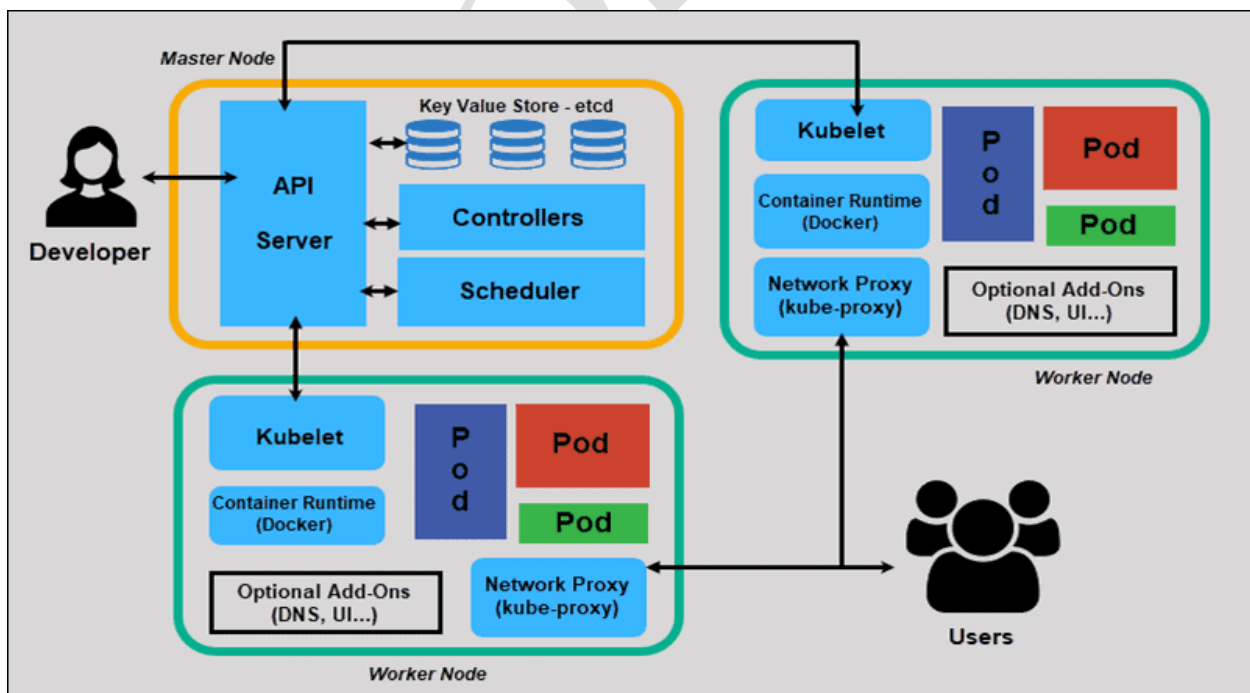 Master Node
Key Value Store - etcd
API
Server
Controllers
Scheduler
Developer
Kubelet
Container Runtime
(Docker)
Network Proxy
(kube-proxy)
P
o
d
Pod
Pod
Optional Add-Ons
(DNS, UI...)
Worker Node
Kubelet
Container Runtime
(Docker)
P
o
d
Pod
Pod
Optional Add-Ons
(DNS, UI...)
Network Proxy
(kube-proxy)
Worker Node
Users